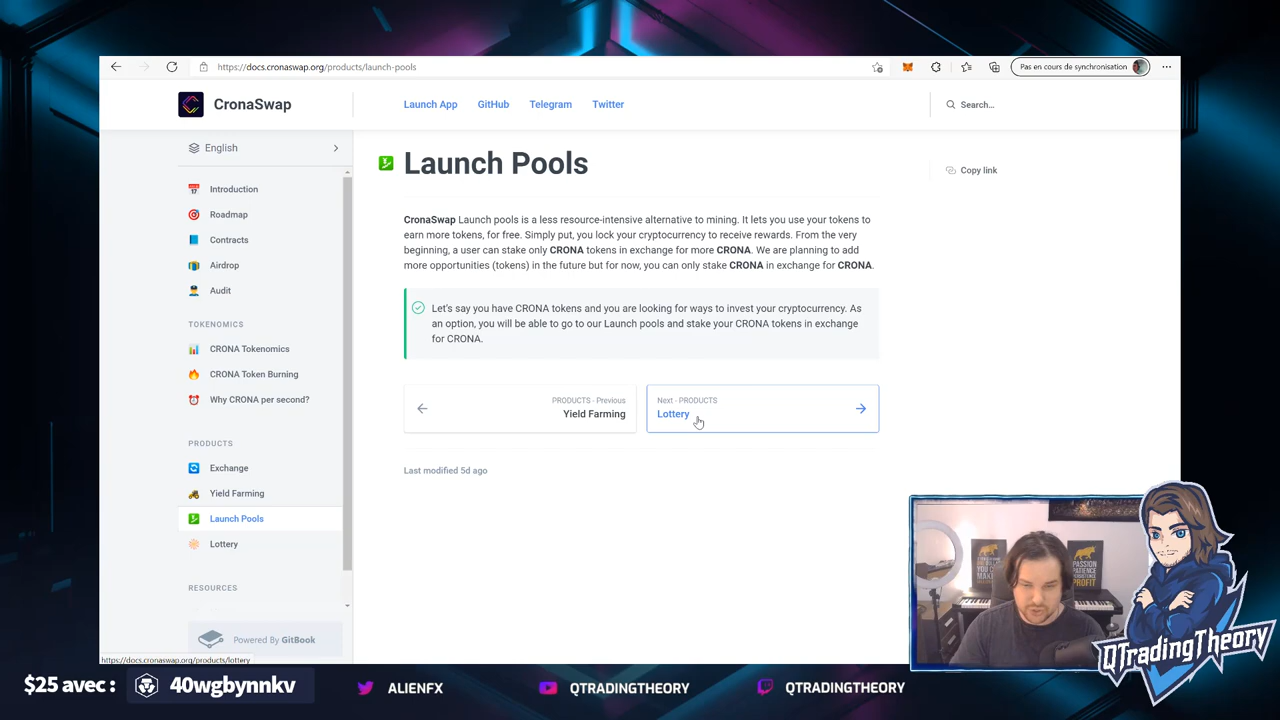 https://docs.cronaswap.org/products/launch-pools
Pas en cours de synchronisation
CronaSwap
Launch App
GitHub
Telegram
Twitter
Search...
English
Introduction
Roadmap
Contracts
Airdrop
Audit
TOKENOMICS
CRONA Tokenomics
CRONA Token Burning
Why CRONA per second?
PRODUCTS
Exchange
Yield Farming
Launch Pools
Lottery
RESOURCES
Powered By GitBook
https://docs.cronaswap.org/products/lottery
Launch Pools
Copy link
CronaSwap Launch pools is a less resource-intensive alternative to mining. It lets you use your tokens to
earn more tokens, for free. Simply put, you lock your cryptocurrency to receive rewards. From the very
beginning, a user can stake only CRONA tokens in exchange for more CRONA. We are planning to add
more opportunities (tokens) in the future but for now, you can only stake CRONA in exchange for CRONA.
Let's say you have CRONA tokens and you are looking for ways to invest your cryptocurrency. As
an option, you will be able to go to our Launch pools and stake your CRONA tokens in exchange
for CRONA.
PRODUCTS - Previous
Yield Farming
Next - PRODUCTS
Lottery
Last modified 5d ago
PASSION
PATIENCE
PROFIT
QTradingTheory
$25 avec :
40wgbynnkv
ALIENFX
QTRADINGTHEORY
QTRADINGTHEORY